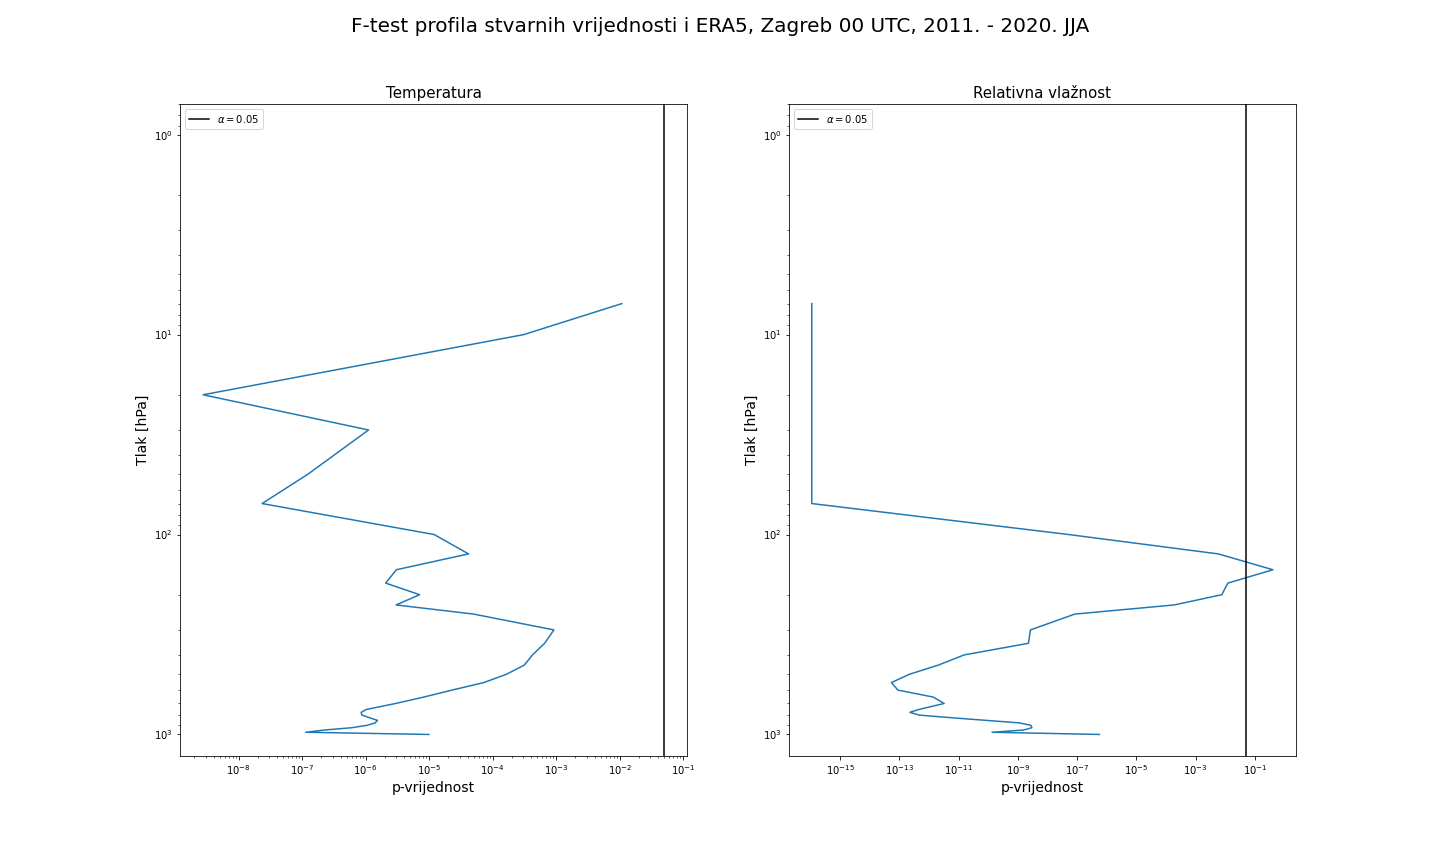 F-test profila stvarnih vrijednosti i ERA5, Zagreb 00 UTC, 2011. - 2020. JJA
Temperatura
α = 0.05
10⁰
10¹
10²
10³
Tlak [hPa]
10⁻⁸ 10⁻⁷ 10⁻⁶ 10⁻⁵ 10⁻⁴ 10⁻³ 10⁻² 10⁻¹
p-vrijednost
Relativna vlažnost
α = 0.05
10⁰
10¹
10²
10³
Tlak [hPa]
10⁻¹⁵ 10⁻¹³ 10⁻¹¹ 10⁻⁹ 10⁻⁷ 10⁻⁵ 10⁻³ 10⁻¹
p-vrijednost